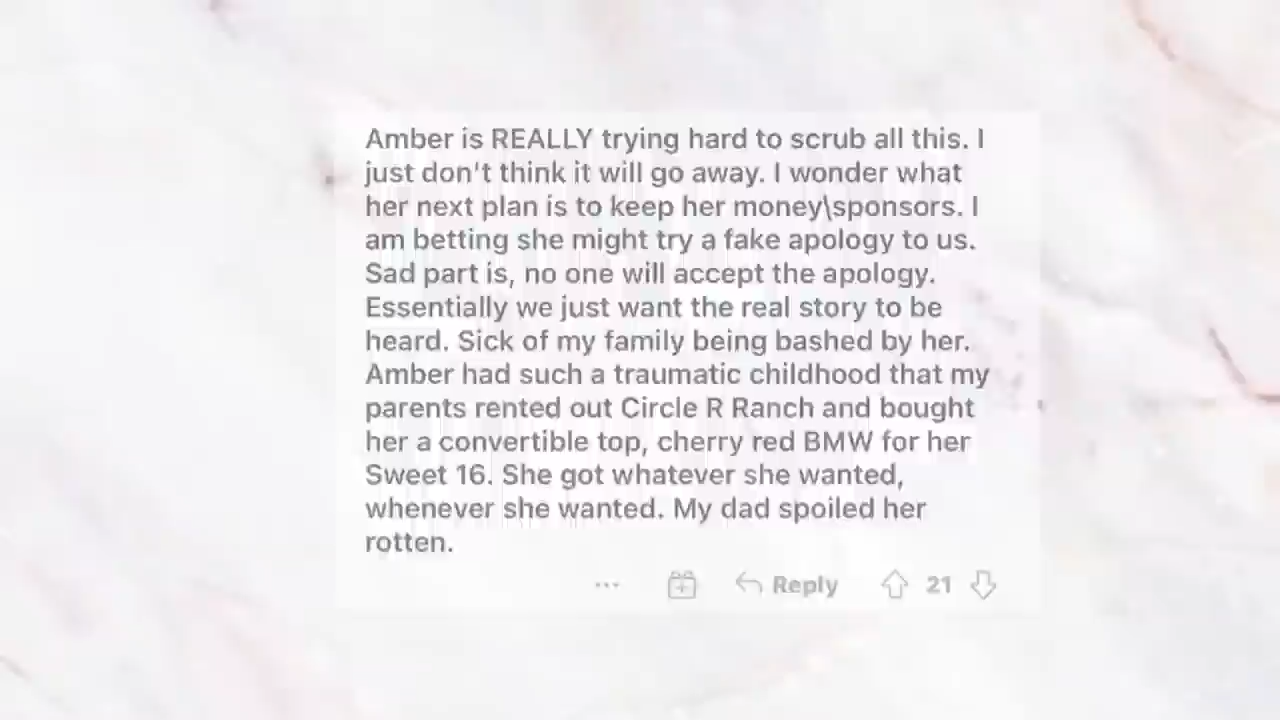 Amber is REALLY trying hard to scrub all this. I
just don't think it will go away. I wonder what
her next plan is to keep her money\sponsors. I
am betting she might try a fake apology to us.
Sad part is, no one will accept the apology.
Essentially we just want the real story to be
heard. Sick of my family being bashed by her.
Amber had such a traumatic childhood that my
parents rented out Circle R Ranch and bought
her a convertible top, cherry red BMW for her
Sweet 16. She got whatever she wanted,
whenever she wanted. My dad spoiled her
rotten.
... Reply 21